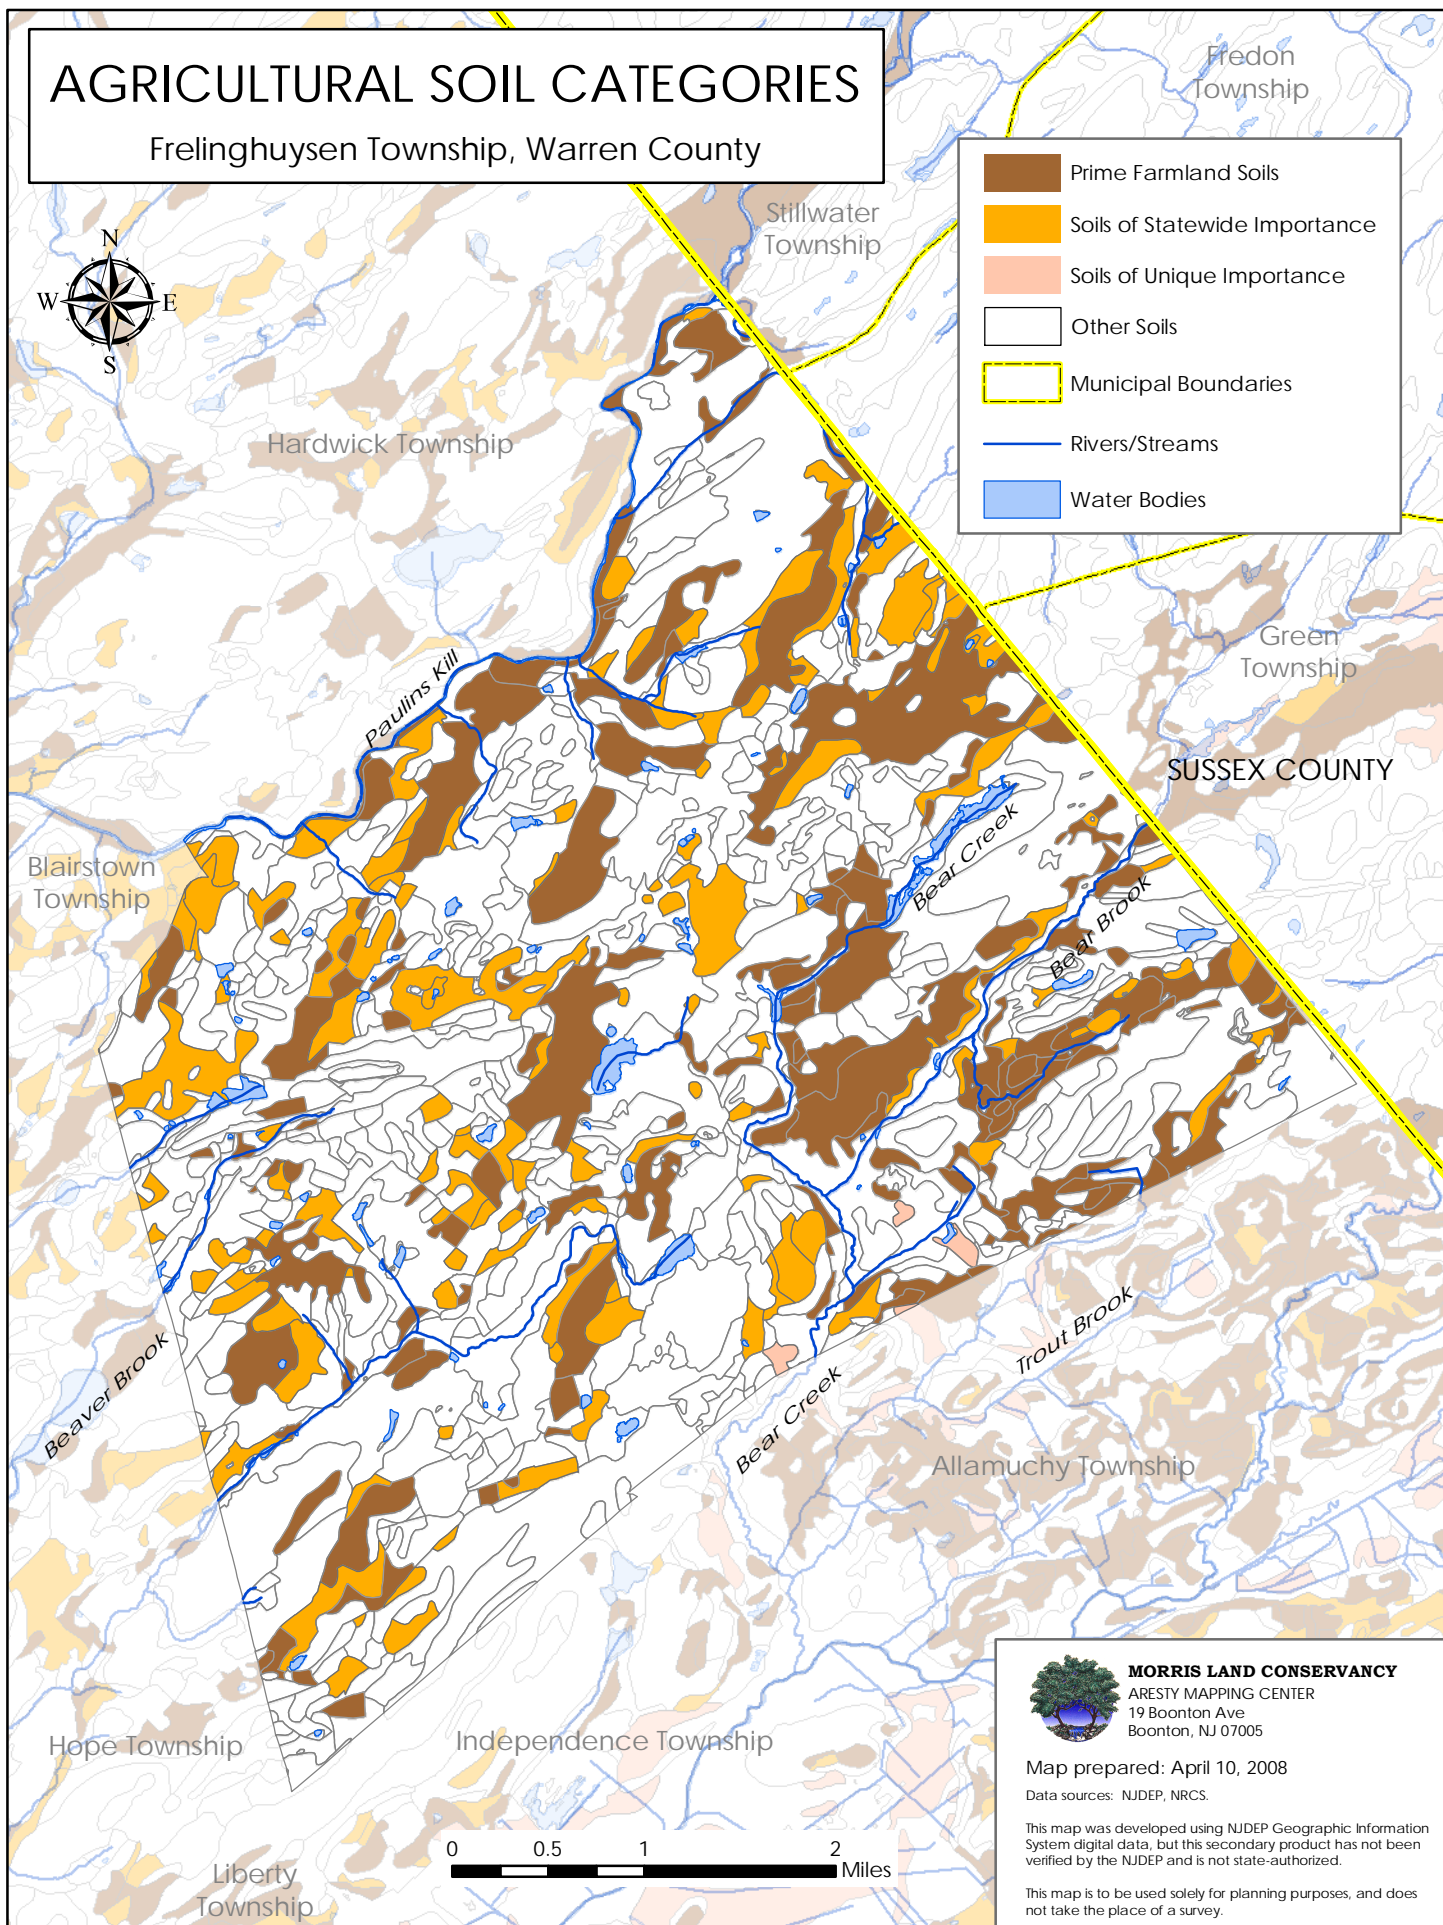 AGRICULTURAL SOIL CATEGORIES
Frelinghuysen Township, Warren County
Fredon
Township
Prime Farmland Soils
Soils of Statewide Importance
Soils of Unique Importance
Other Soils
Municipal Boundaries
Rivers/Streams
Water Bodies
Stillwater
Township
N
W
E
S
Hardwick Township
Green
Township
Paulins Kill
SUSSEX COUNTY
Bear Creek
Blairstown
Township
Bear Brook
Beaver Brook
Trout Brook
Bear Creek
Allamuchy Township
Hope Township
Independence Township
Liberty
Township
0
0.5
1
2
Miles
MORRIS LAND CONSERVANCY
ARESTY MAPPING CENTER
19 Boonton Ave
Boonton, NJ 07005
Map prepared: April 10, 2008
Data sources: NJDEP, NRCS.
This map was developed using NJDEP Geographic Information
System digital data, but this secondary product has not been
verified by the NJDEP and is not state-authorized.
This map is to be used solely for planning purposes, and does
not take the place of a survey.